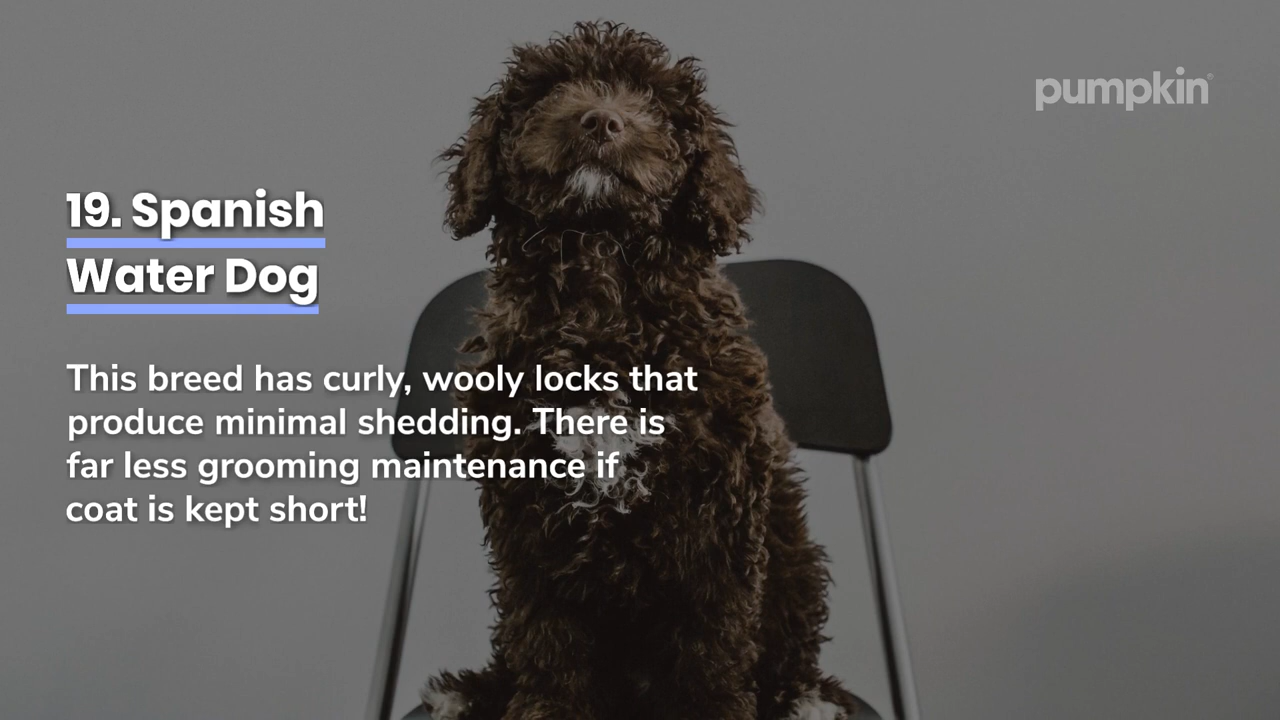 pumpkin®
19. Spanish
Water Dog
This breed has curly, wooly locks that
produce minimal shedding. There is
far less grooming maintenance if
coat is kept short!